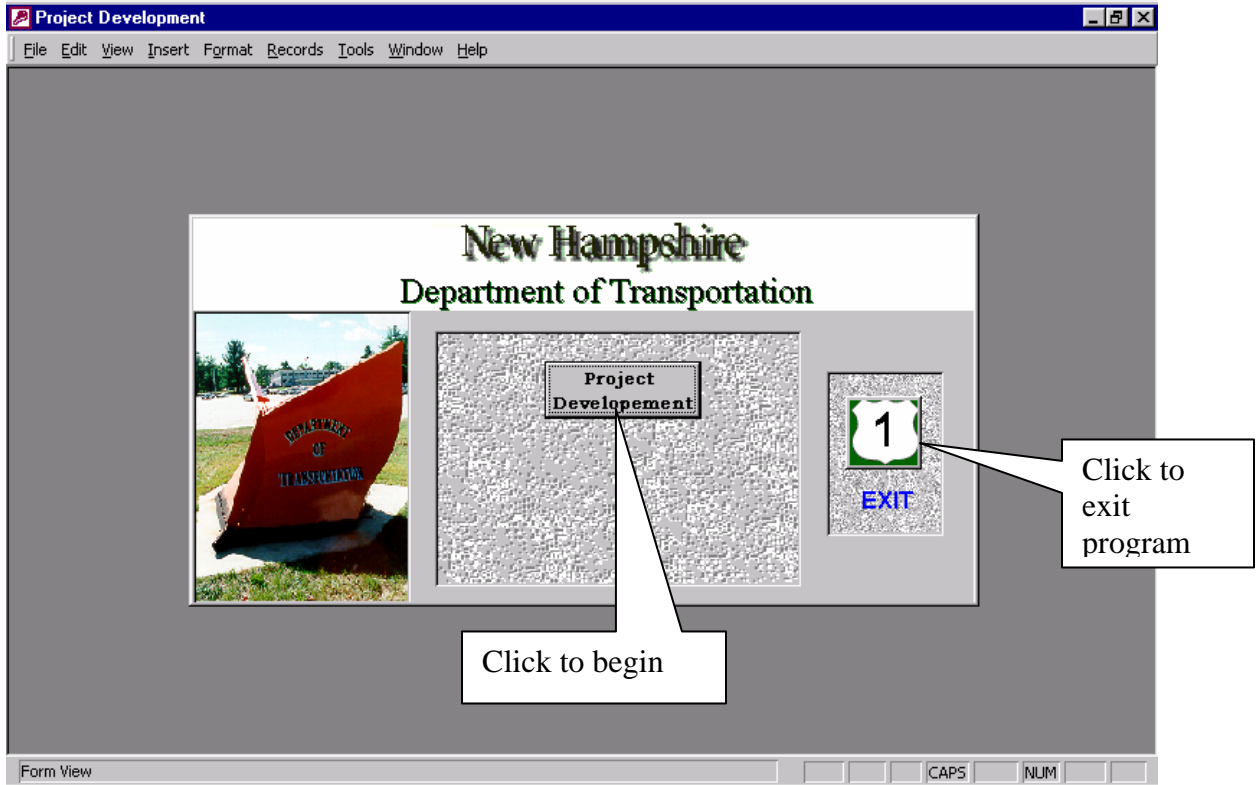 Project Development
File Edit View Insert Format Records Tools Window Help
New Hampshire
Department of Transportation
DEPARTMENT
OF
TRANSPORTATION
Project
Developement
1
EXIT
Click to
exit
program
Click to begin
Form View
CAPS NUM